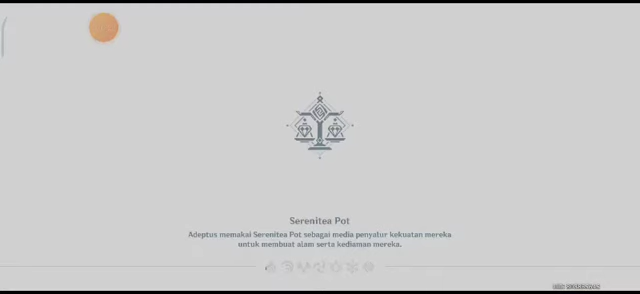 Serenitea Pot
Adeptus memakai Serenitea Pot sebagai media penyalur kekuatan mereka
untuk membuat alam serta kediaman mereka.